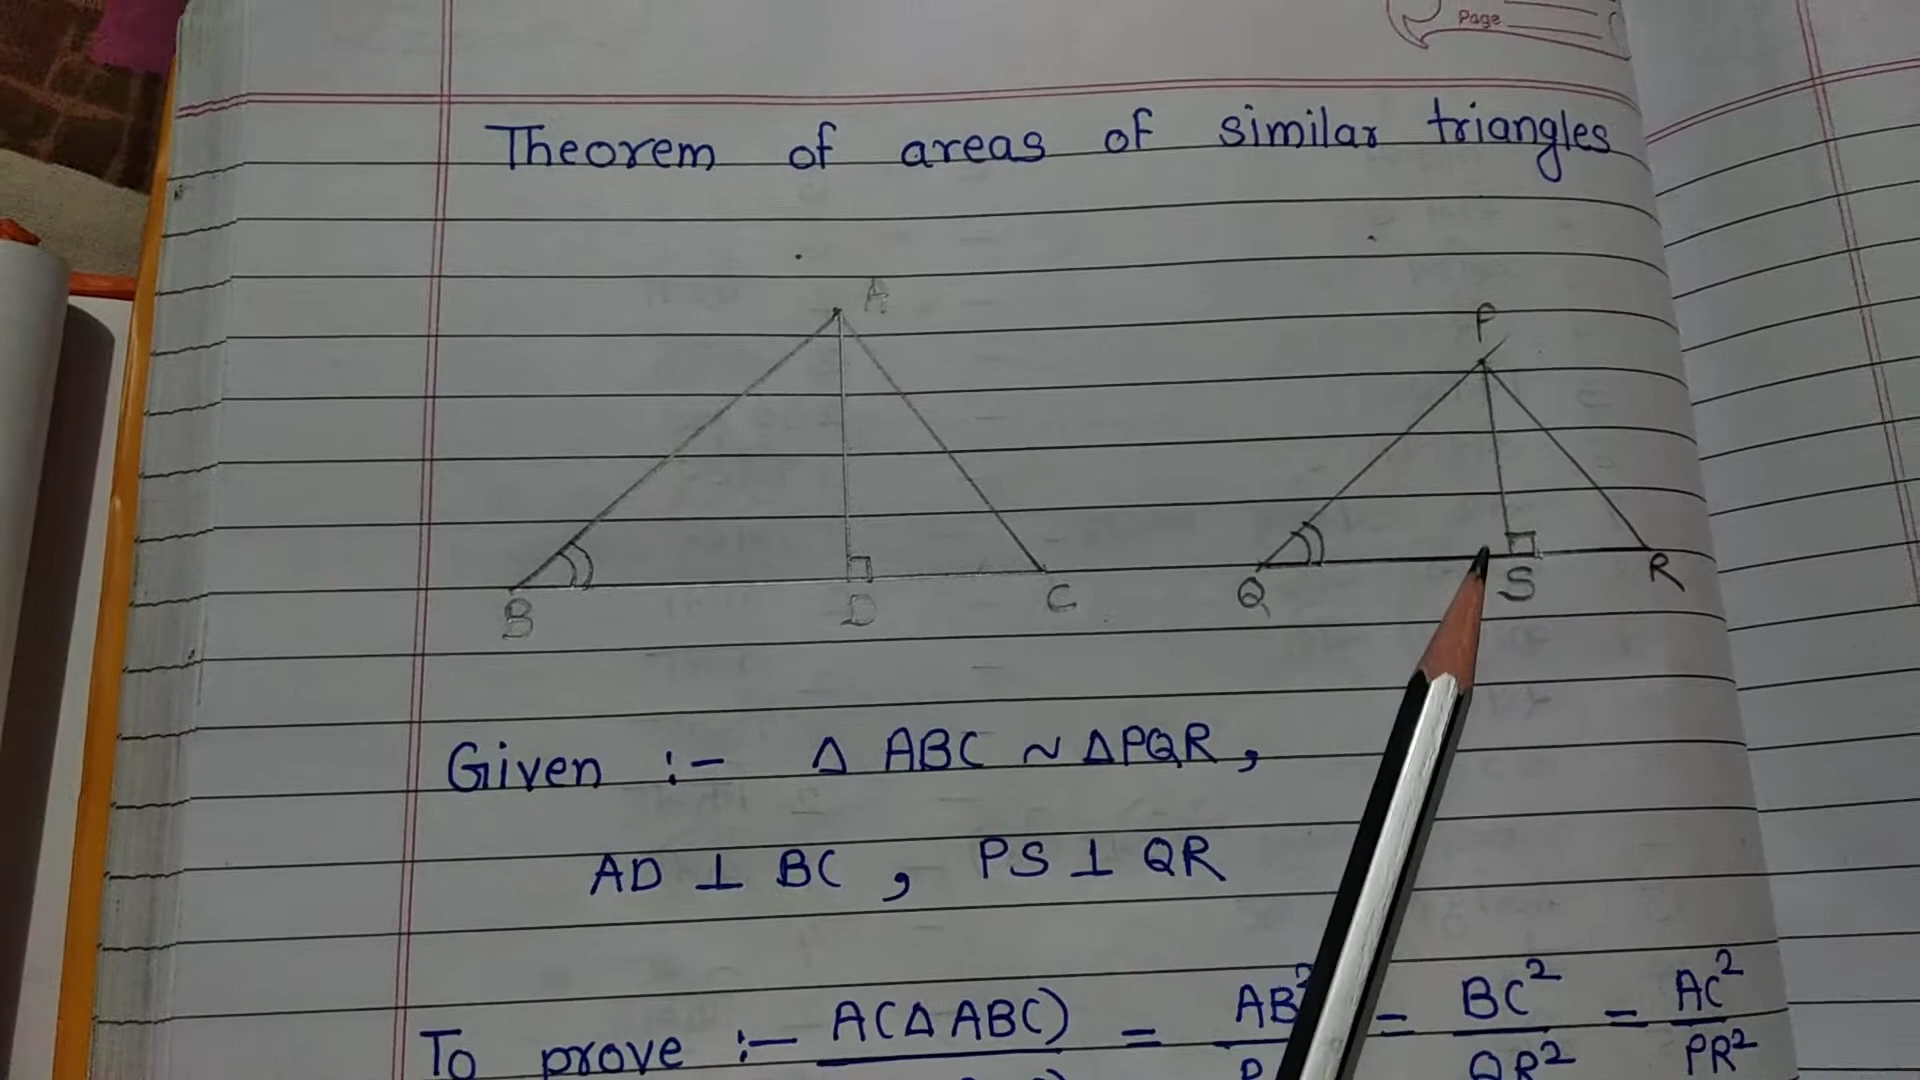 Page
Theorem of areas of similar triangles
A
P
B D C Q S R
Given :- Δ ABC ~ ΔPQR,
AD ⊥ BC , PS ⊥ QR
To prove :- A(Δ ABC) = AB² = BC² = AC²
QR² PR²